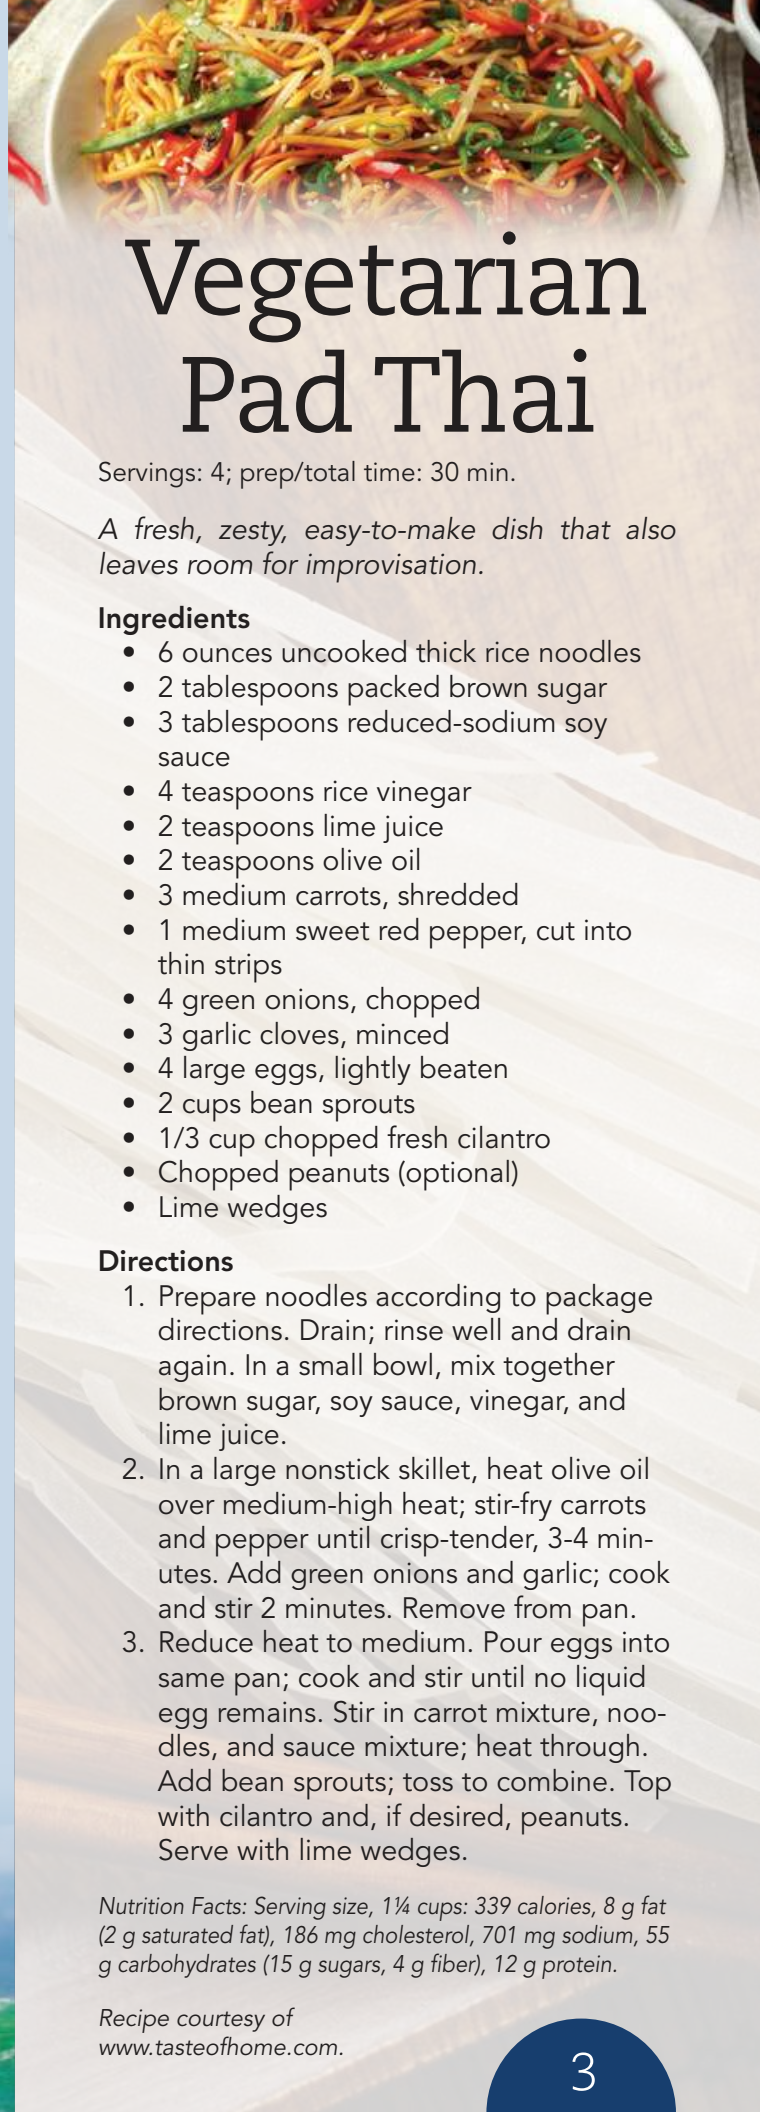 Vegetarian
Pad Thai
Servings: 4; prep/total time: 30 min.
A fresh, zesty, easy-to-make dish that also
leaves room for improvisation.
Ingredients
• 6 ounces uncooked thick rice noodles
• 2 tablespoons packed brown sugar
• 3 tablespoons reduced-sodium soy
sauce
• 4 teaspoons rice vinegar
• 2 teaspoons lime juice
• 2 teaspoons olive oil
• 3 medium carrots, shredded
• 1 medium sweet red pepper, cut into
thin strips
• 4 green onions, chopped
• 3 garlic cloves, minced
• 4 large eggs, lightly beaten
• 2 cups bean sprouts
• 1/3 cup chopped fresh cilantro
• Chopped peanuts (optional)
• Lime wedges
Directions
1. Prepare noodles according to package
directions. Drain; rinse well and drain
again. In a small bowl, mix together
brown sugar, soy sauce, vinegar, and
lime juice.
2. In a large nonstick skillet, heat olive oil
over medium-high heat; stir-fry carrots
and pepper until crisp-tender, 3-4 min-
utes. Add green onions and garlic; cook
and stir 2 minutes. Remove from pan.
3. Reduce heat to medium. Pour eggs into
same pan; cook and stir until no liquid
egg remains. Stir in carrot mixture, noo-
dles, and sauce mixture; heat through.
Add bean sprouts; toss to combine. Top
with cilantro and, if desired, peanuts.
Serve with lime wedges.
Nutrition Facts: Serving size, 1¼ cups: 339 calories, 8 g fat
(2 g saturated fat), 186 mg cholesterol, 701 mg sodium, 55
g carbohydrates (15 g sugars, 4 g fiber), 12 g protein.
Recipe courtesy of
www.tasteofhome.com.
3